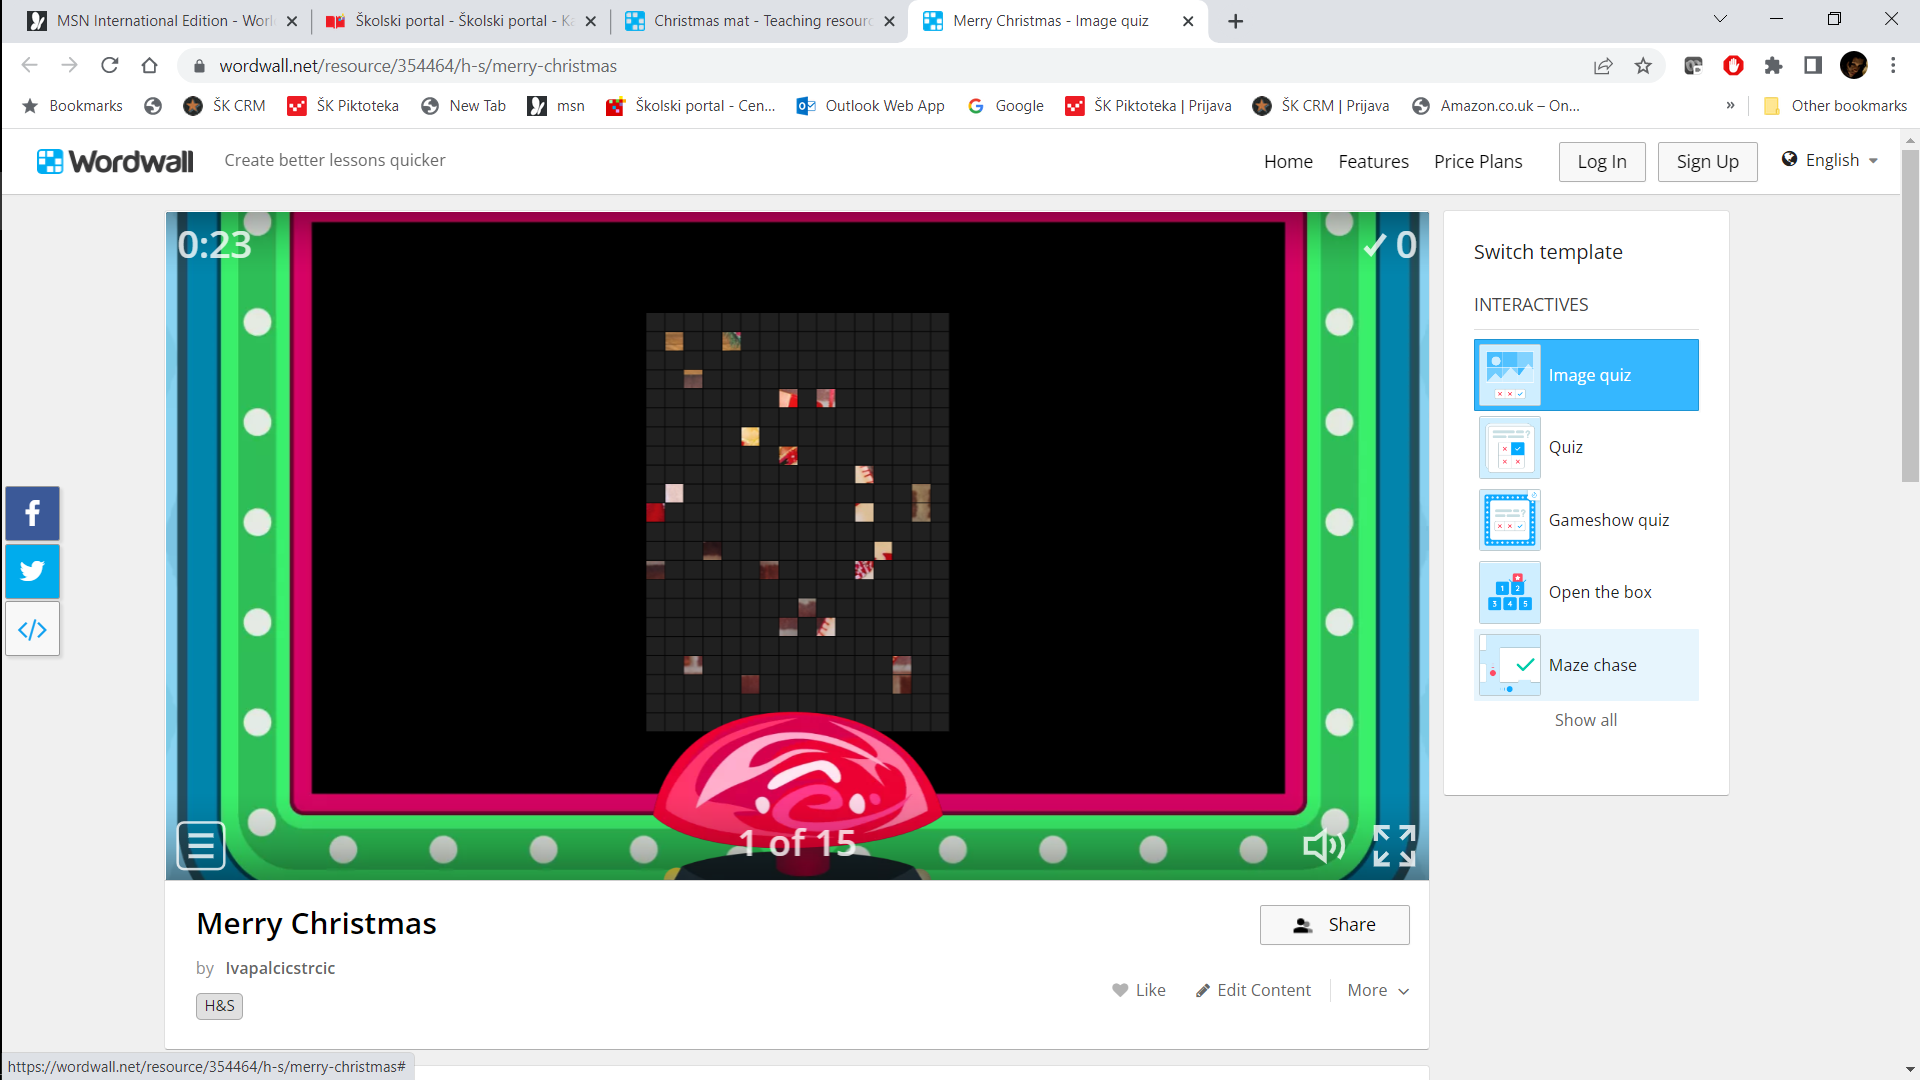 MSN International Edition - Worl
Školski portal - Školski portal - Ka
Christmas mat - Teaching resourc
Merry Christmas - Image quiz
wordwall.net/resource/354464/h-s/merry-christmas
Bookmarks
ŠK CRM
ŠK Piktoteka
New Tab
msn
Školski portal - Cen...
Outlook Web App
Google
ŠK Piktoteka | Prijava
ŠK CRM | Prijava
Amazon.co.uk – On...
»
Other bookmarks
Wordwall
Create better lessons quicker
Home
Features
Price Plans
Log In
Sign Up
English
0:23
0
1 of 15
Switch template
INTERACTIVES
Image quiz
Quiz
Gameshow quiz
Open the box
Maze chase
Show all
Merry Christmas
Share
by Ivapalcicstrcic
H&S
Like
Edit Content
More
https://wordwall.net/resource/354464/h-s/merry-christmas#